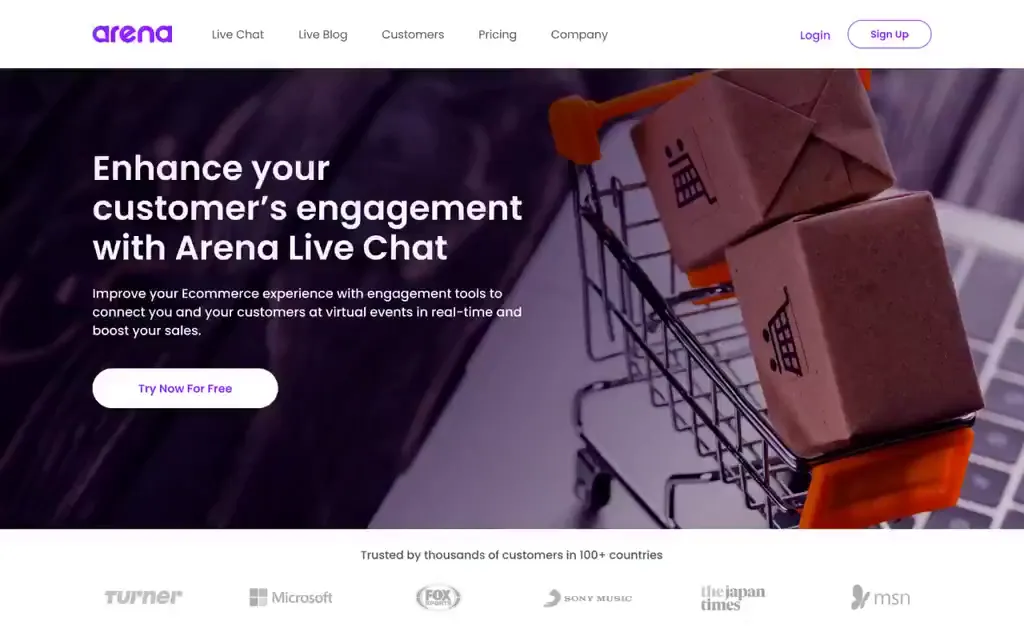 arena Live Chat Live Blog Customers Pricing Company Login Sign Up
Enhance your
customer’s engagement
with Arena Live Chat
Improve your Ecommerce experience with engagement tools to
connect you and your customers at virtual events in real-time and
boost your sales.
Try Now For Free
Trusted by thousands of customers in 100+ countries
Turner Microsoft FOX SPORTS SONY MUSIC the japan times msn